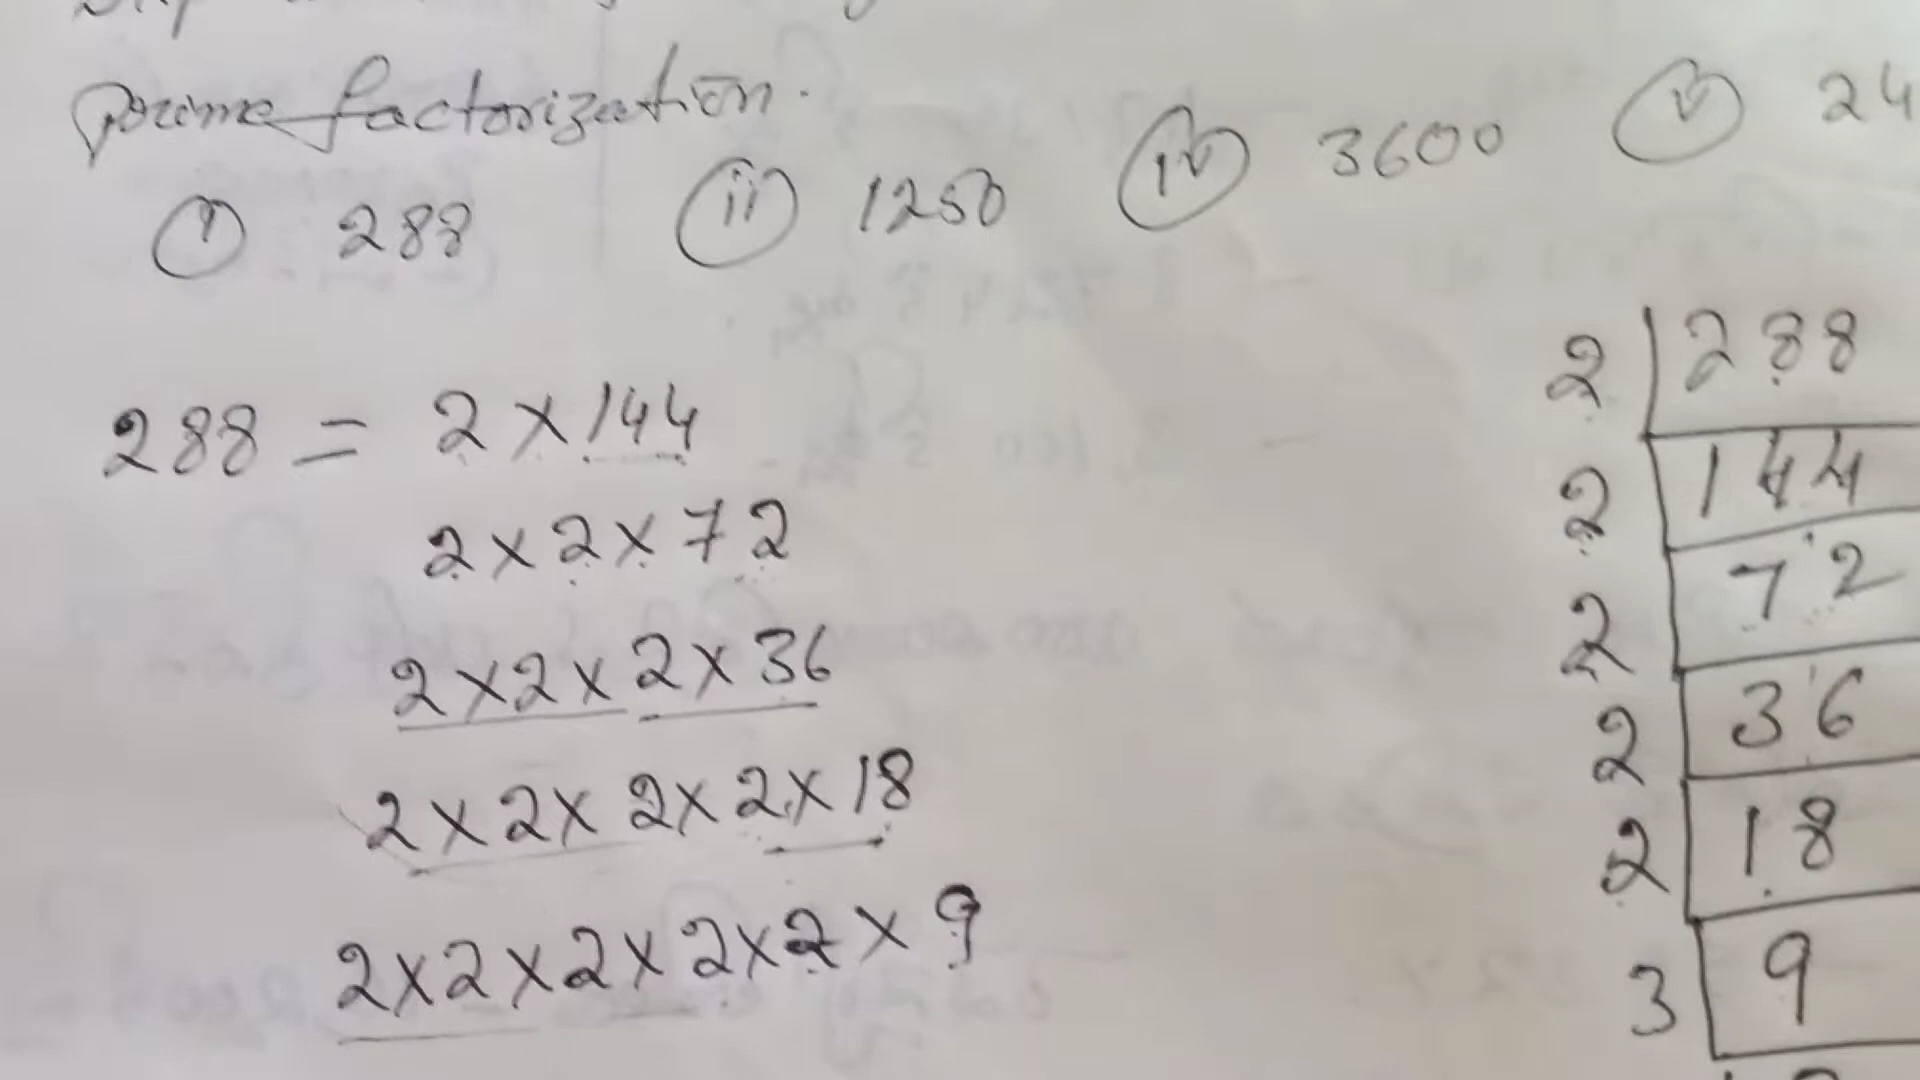 prime factorization.
i 288 ii 1250 iv 3600 v 24
288 = 2 × 144
2 × 2 × 72
2 × 2 × 2 × 36
2 × 2 × 2 × 2 × 18
2 × 2 × 2 × 2 × 2 × 9
2 288
2 144
2 72
2 36
2 18
3 9